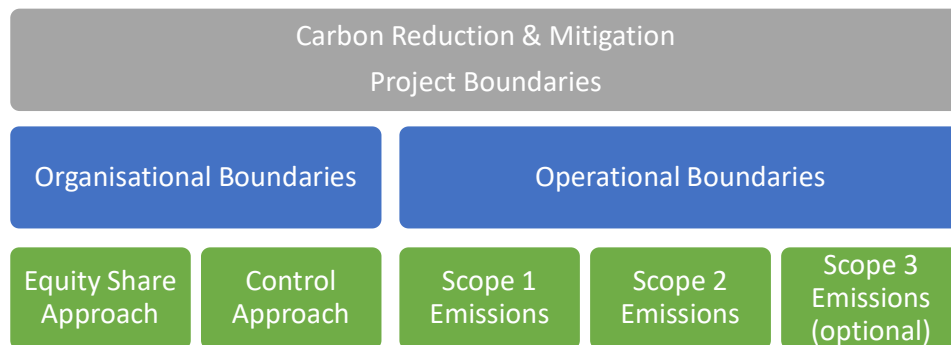 Carbon Reduction & Mitigation
Project Boundaries
Organisational Boundaries
Operational Boundaries
Equity Share
Approach
Control
Approach
Scope 1
Emissions
Scope 2
Emissions
Scope 3
Emissions
(optional)